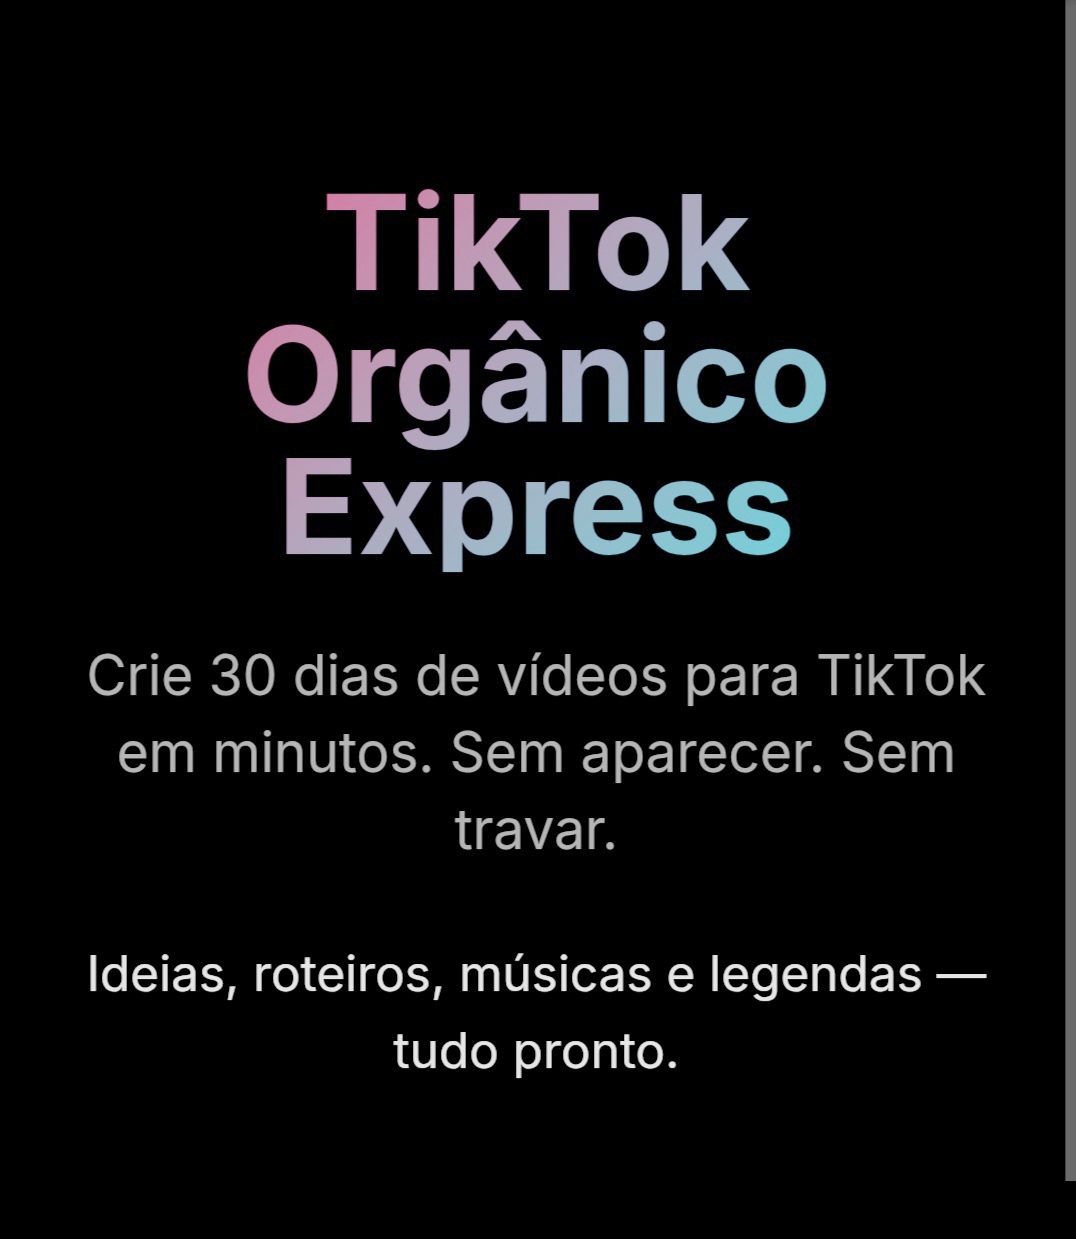 TikTok
Orgânico
Express
Crie 30 dias de vídeos para TikTok
em minutos. Sem aparecer. Sem
travar.
Ideias, roteiros, músicas e legendas —
tudo pronto.